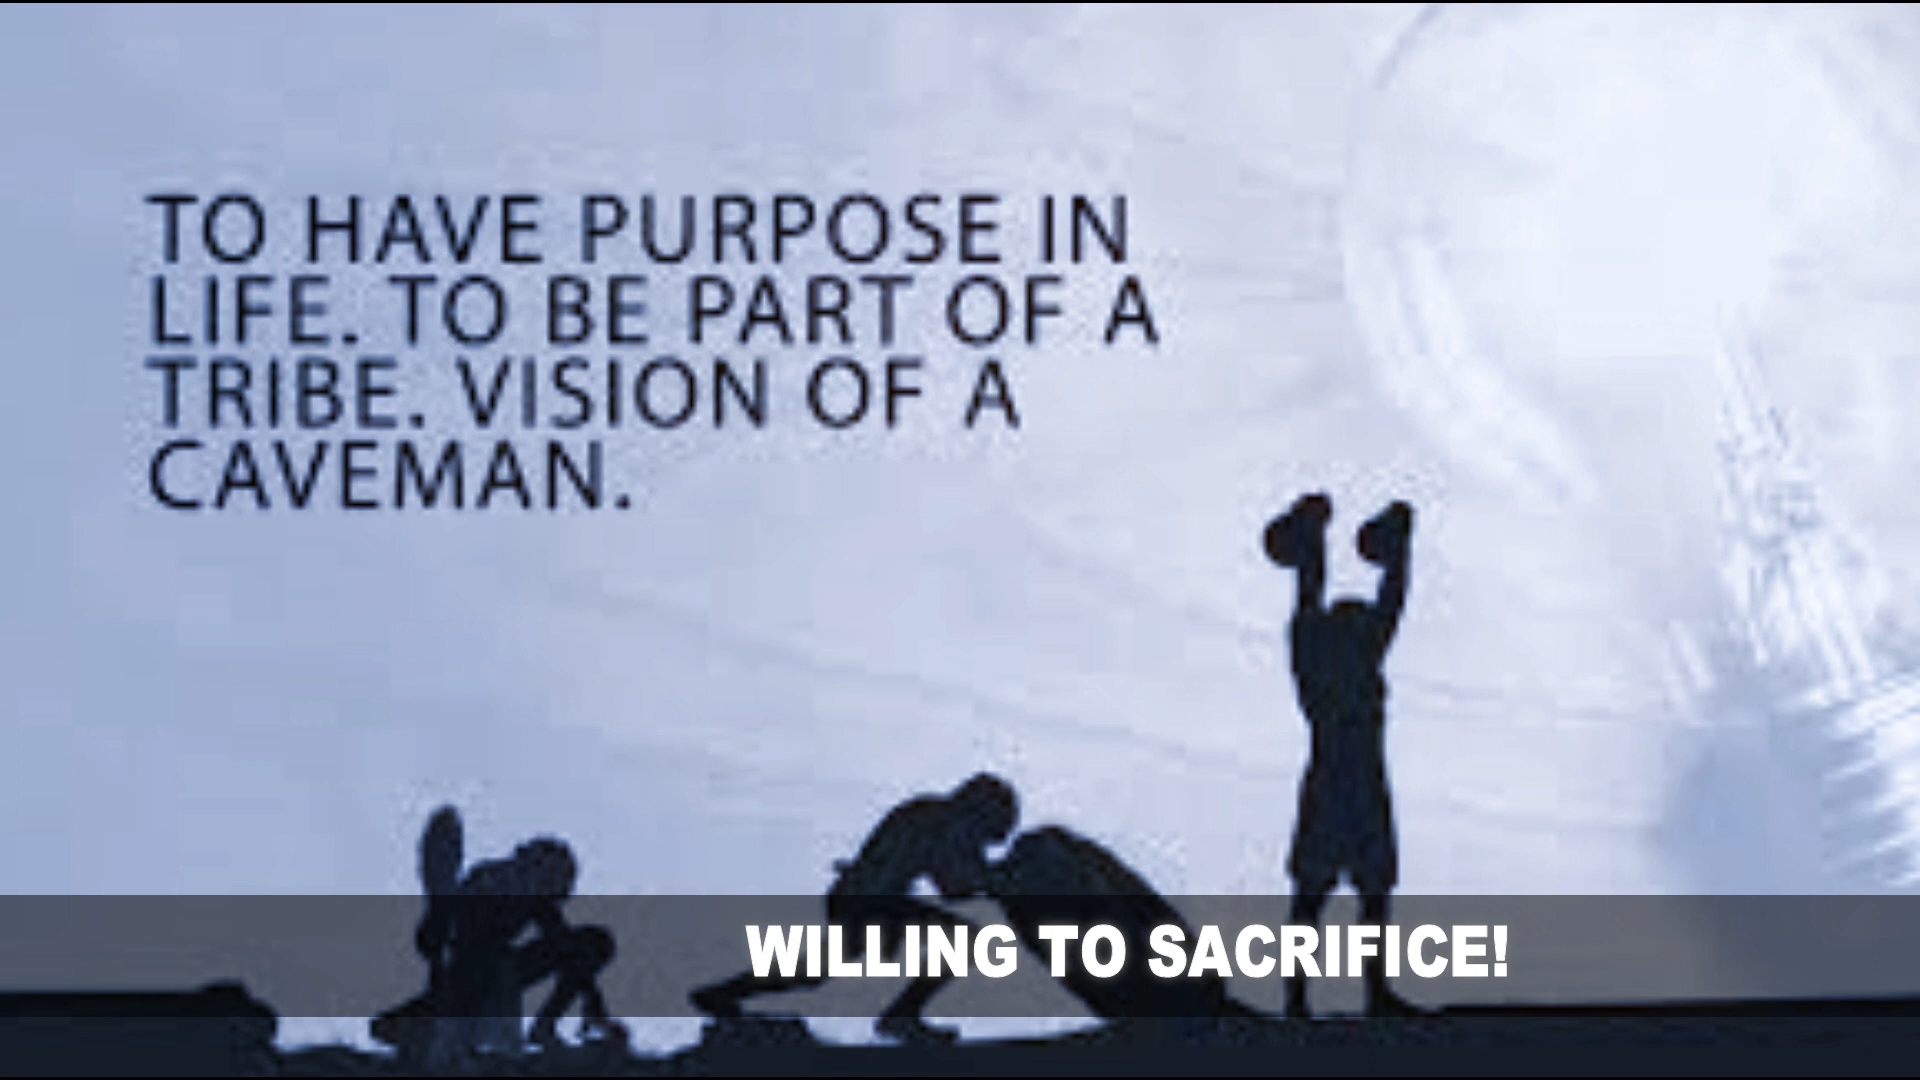 TO HAVE PURPOSE IN
LIFE. TO BE PART OF A
TRIBE. VISION OF A
CAVEMAN.
WILLING TO SACRIFICE!